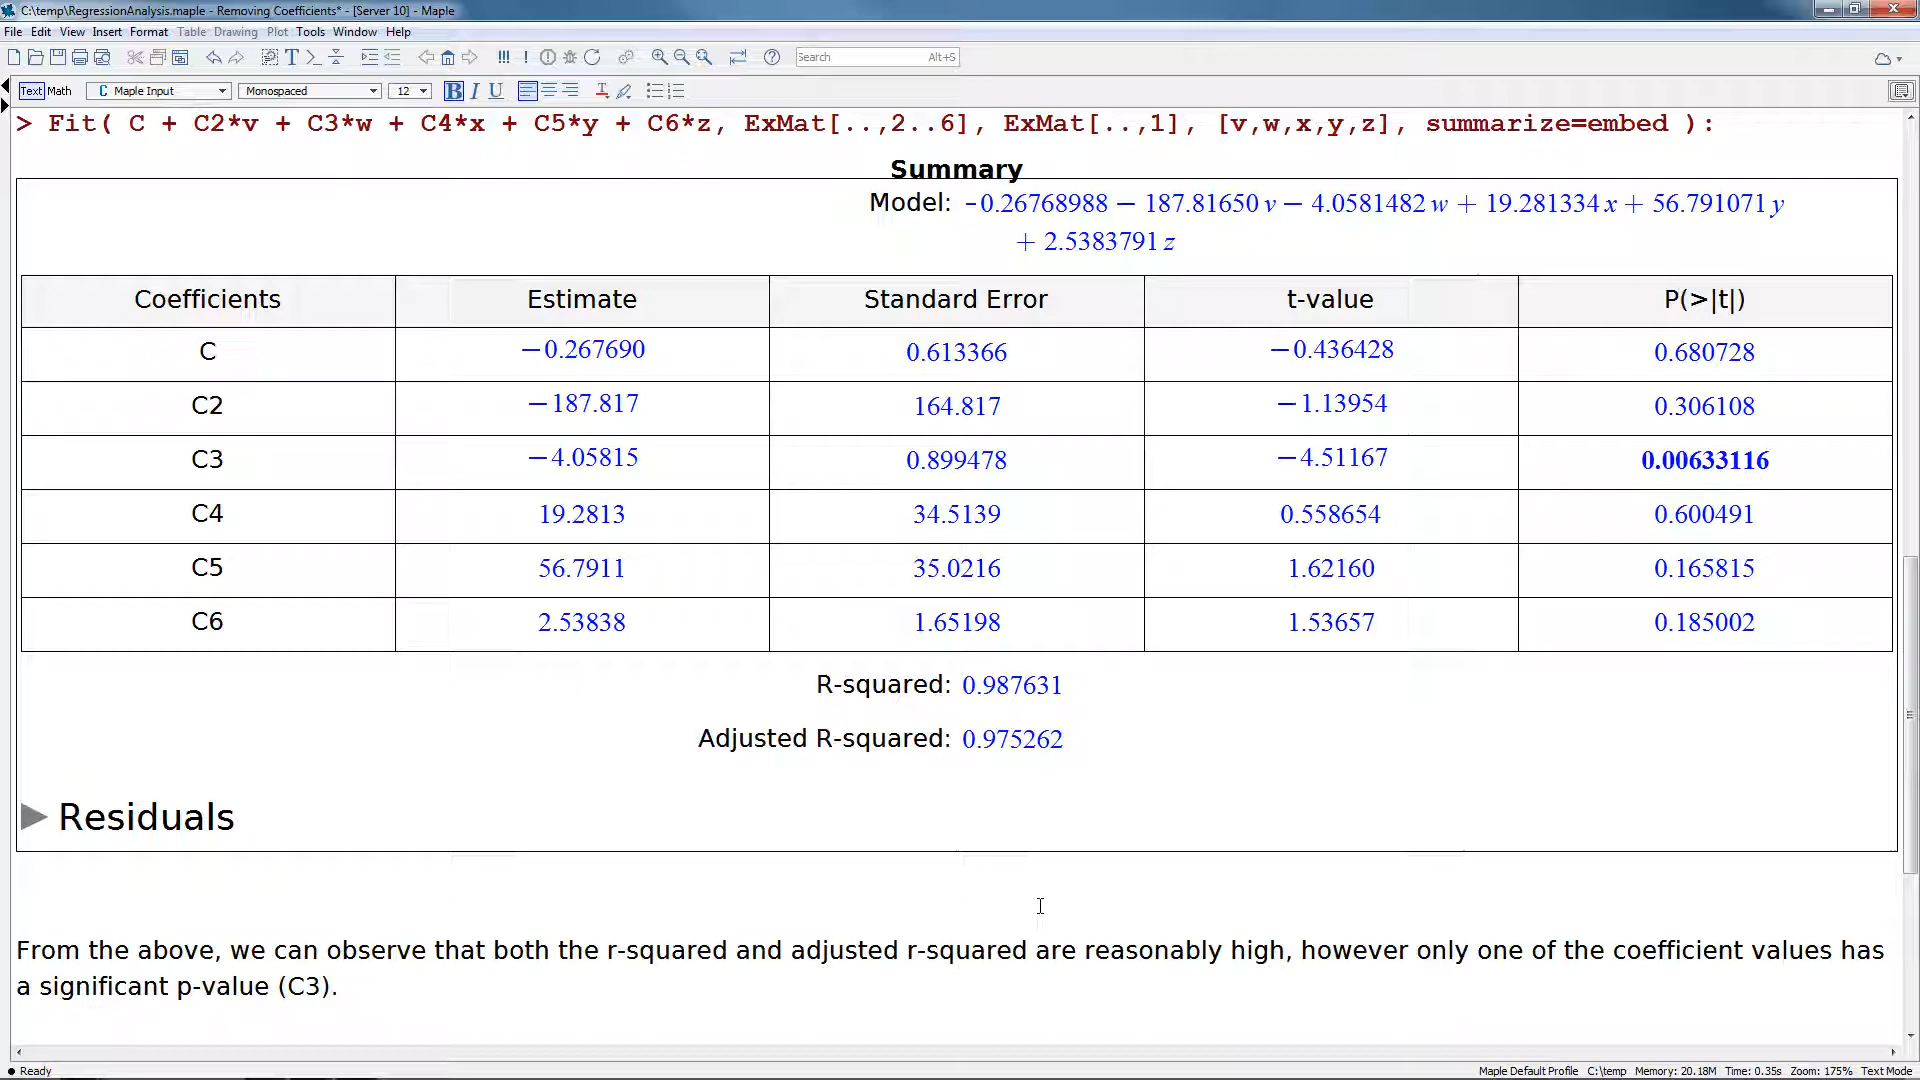 C:\temp\RegressionAnalysis.maple - Removing Coefficients* - [Server 10] - Maple
File Edit View Insert Format Table Drawing Plot Tools Window Help
Search Alt+S
Text Math C Maple Input Monospaced 12 B I U
> Fit( C + C2*v + C3*w + C4*x + C5*y + C6*z, ExMat[..,2..6], ExMat[..,1], [v,w,x,y,z], summarize=embed ):
Summary
Model: −0.26768988 − 187.81650 v − 4.0581482 w + 19.281334 x + 56.791071 y
+ 2.5383791 z
Coefficients Estimate Standard Error t-value P(>|t|)
C −0.267690 0.613366 −0.436428 0.680728
C2 −187.817 164.817 −1.13954 0.306108
C3 −4.05815 0.899478 −4.51167 0.00633116
C4 19.2813 34.5139 0.558654 0.600491
C5 56.7911 35.0216 1.62160 0.165815
C6 2.53838 1.65198 1.53657 0.185002
R-squared: 0.987631
Adjusted R-squared: 0.975262
Residuals
From the above, we can observe that both the r-squared and adjusted r-squared are reasonably high, however only one of the coefficient values has
a significant p-value (C3).
Ready Maple Default Profile C:\temp Memory: 20.18M Time: 0.35s Zoom: 175% Text Mode